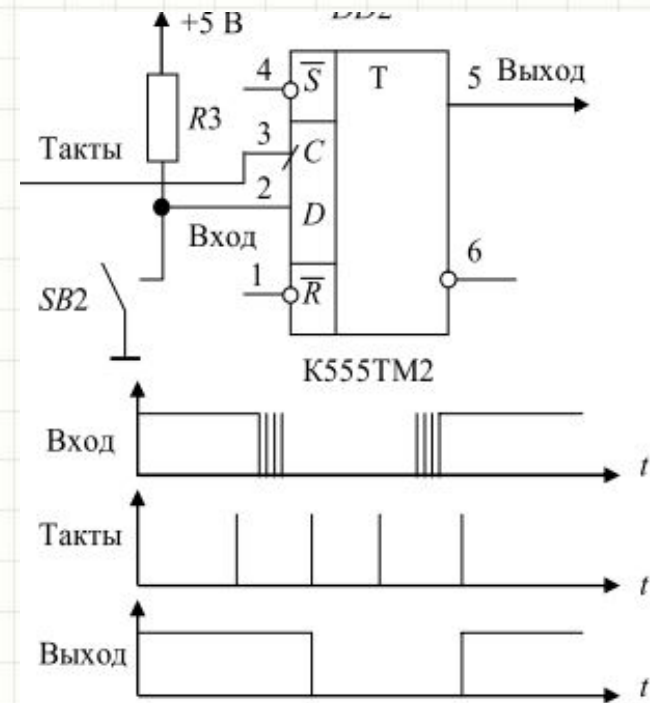 DD2
+5 В
4 S̅ T 5 Выход
R3
3 C
Такты
2 D
Вход
6
1 R̅
SB2
К555ТМ2
Вход
t
Такты
t
Выход
t